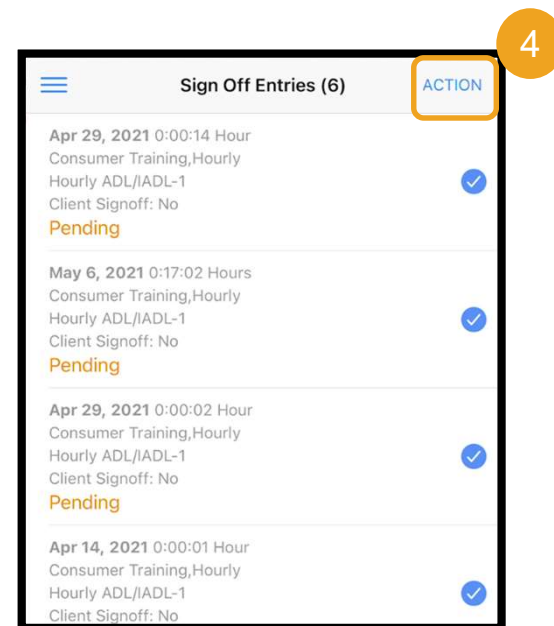 4
Sign Off Entries (6) ACTION
Apr 29, 2021 0:00:14 Hour
Consumer Training,Hourly
Hourly ADL/IADL-1
Client Signoff: No
Pending
May 6, 2021 0:17:02 Hours
Consumer Training,Hourly
Hourly ADL/IADL-1
Client Signoff: No
Pending
Apr 29, 2021 0:00:02 Hour
Consumer Training,Hourly
Hourly ADL/IADL-1
Client Signoff: No
Pending
Apr 14, 2021 0:00:01 Hour
Consumer Training,Hourly
Hourly ADL/IADL-1
Client Signoff: No